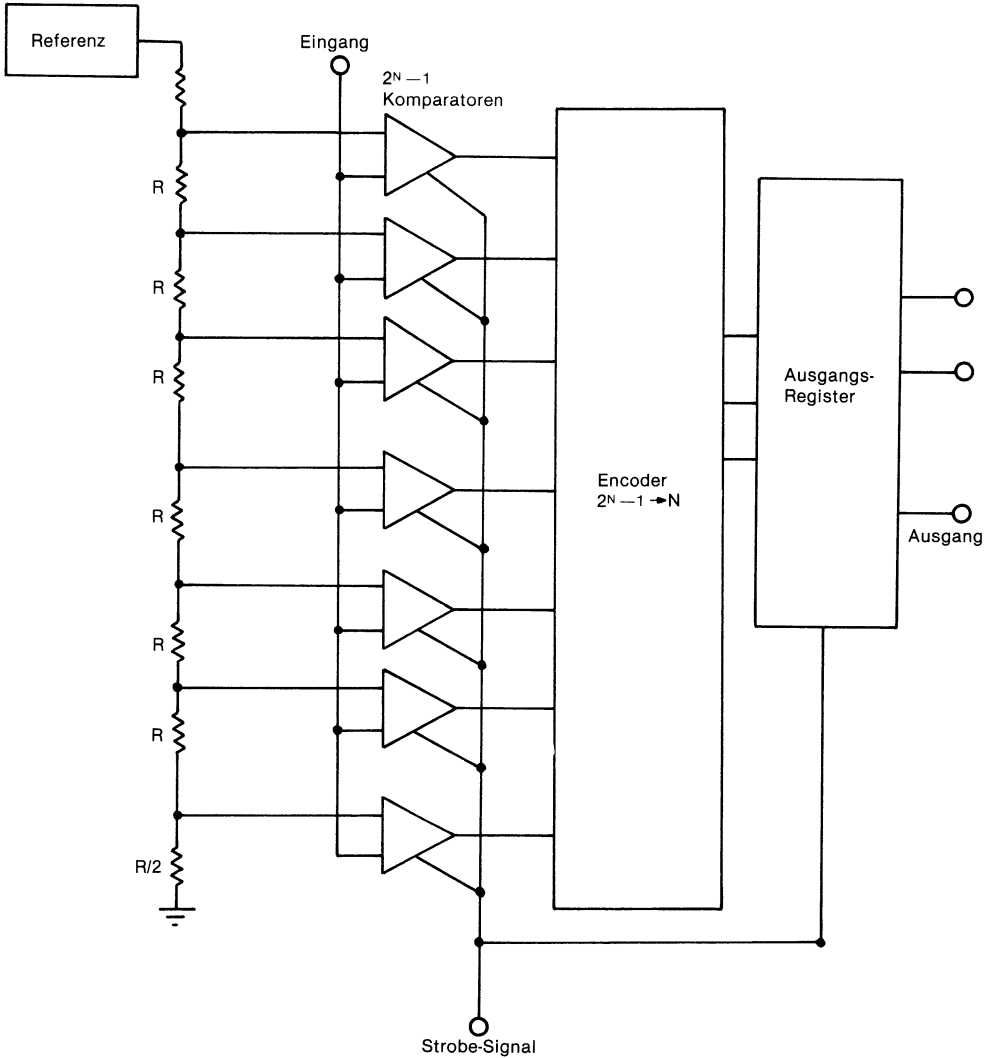 Referenz
Eingang
2ᴺ —1
Komparatoren
R
R
R
R
R
R
R/2
Encoder
2ᴺ —1 → N
Ausgangs-
Register
Ausgang
Strobe-Signal